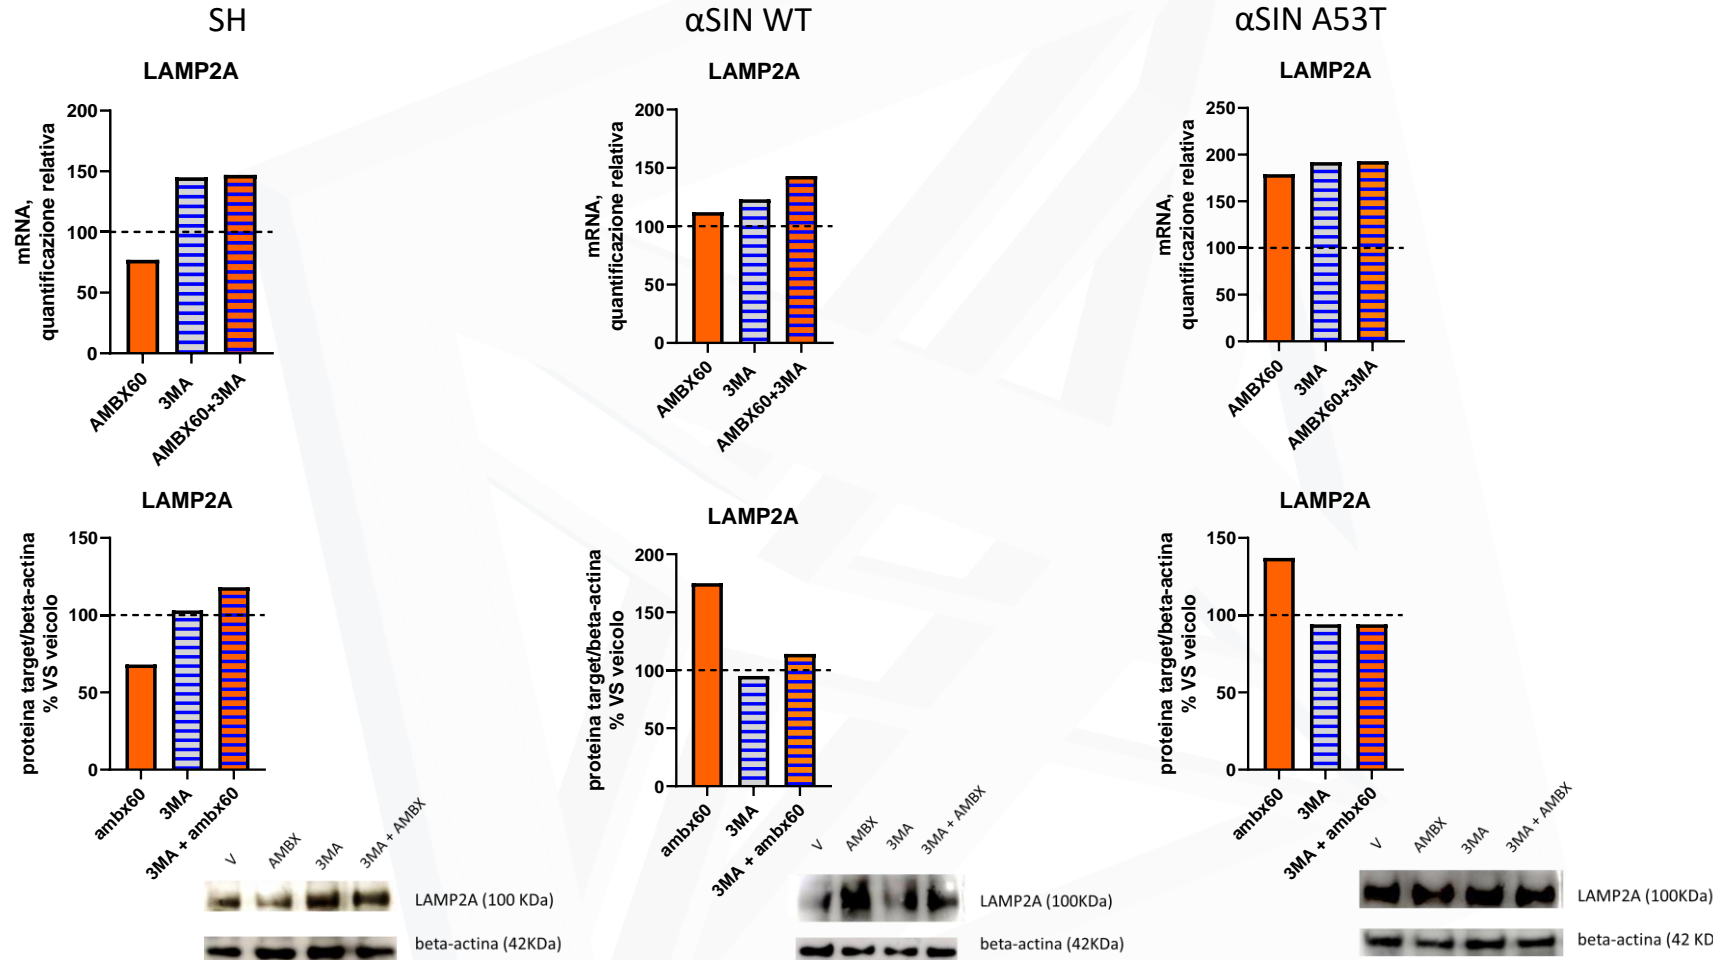 SH
LAMP2A
mRNA,
quantificazione relativa
200
150
100
50
0
AMBX60
3MA
AMBX60+3MA
αSIN WT
LAMP2A
mRNA,
quantificazione relativa
200
150
100
50
0
AMBX60
3MA
AMBX60+3MA
αSIN A53T
LAMP2A
mRNA,
quantificazione relativa
250
200
150
100
50
0
AMBX60
3MA
AMBX60+3MA
LAMP2A
proteina target/beta-actina
% VS veicolo
150
100
50
0
ambx60
3MA
3MA + ambx60
V
AMBX
3MA
3MA + AMBX
LAMP2A (100 KDa)
beta-actina (42KDa)
LAMP2A
proteina target/beta-actina
% VS veicolo
200
150
100
50
0
ambx60
3MA
3MA + ambx60
V
AMBX
3MA
3MA + AMBX
LAMP2A (100KDa)
beta-actina (42KDa)
LAMP2A
proteina target/beta-actina
% VS veicolo
150
100
50
0
ambx60
3MA
3MA + ambx60
V
AMBX
3MA
3MA + AMBX
LAMP2A (100KDa)
beta-actina (42 KD